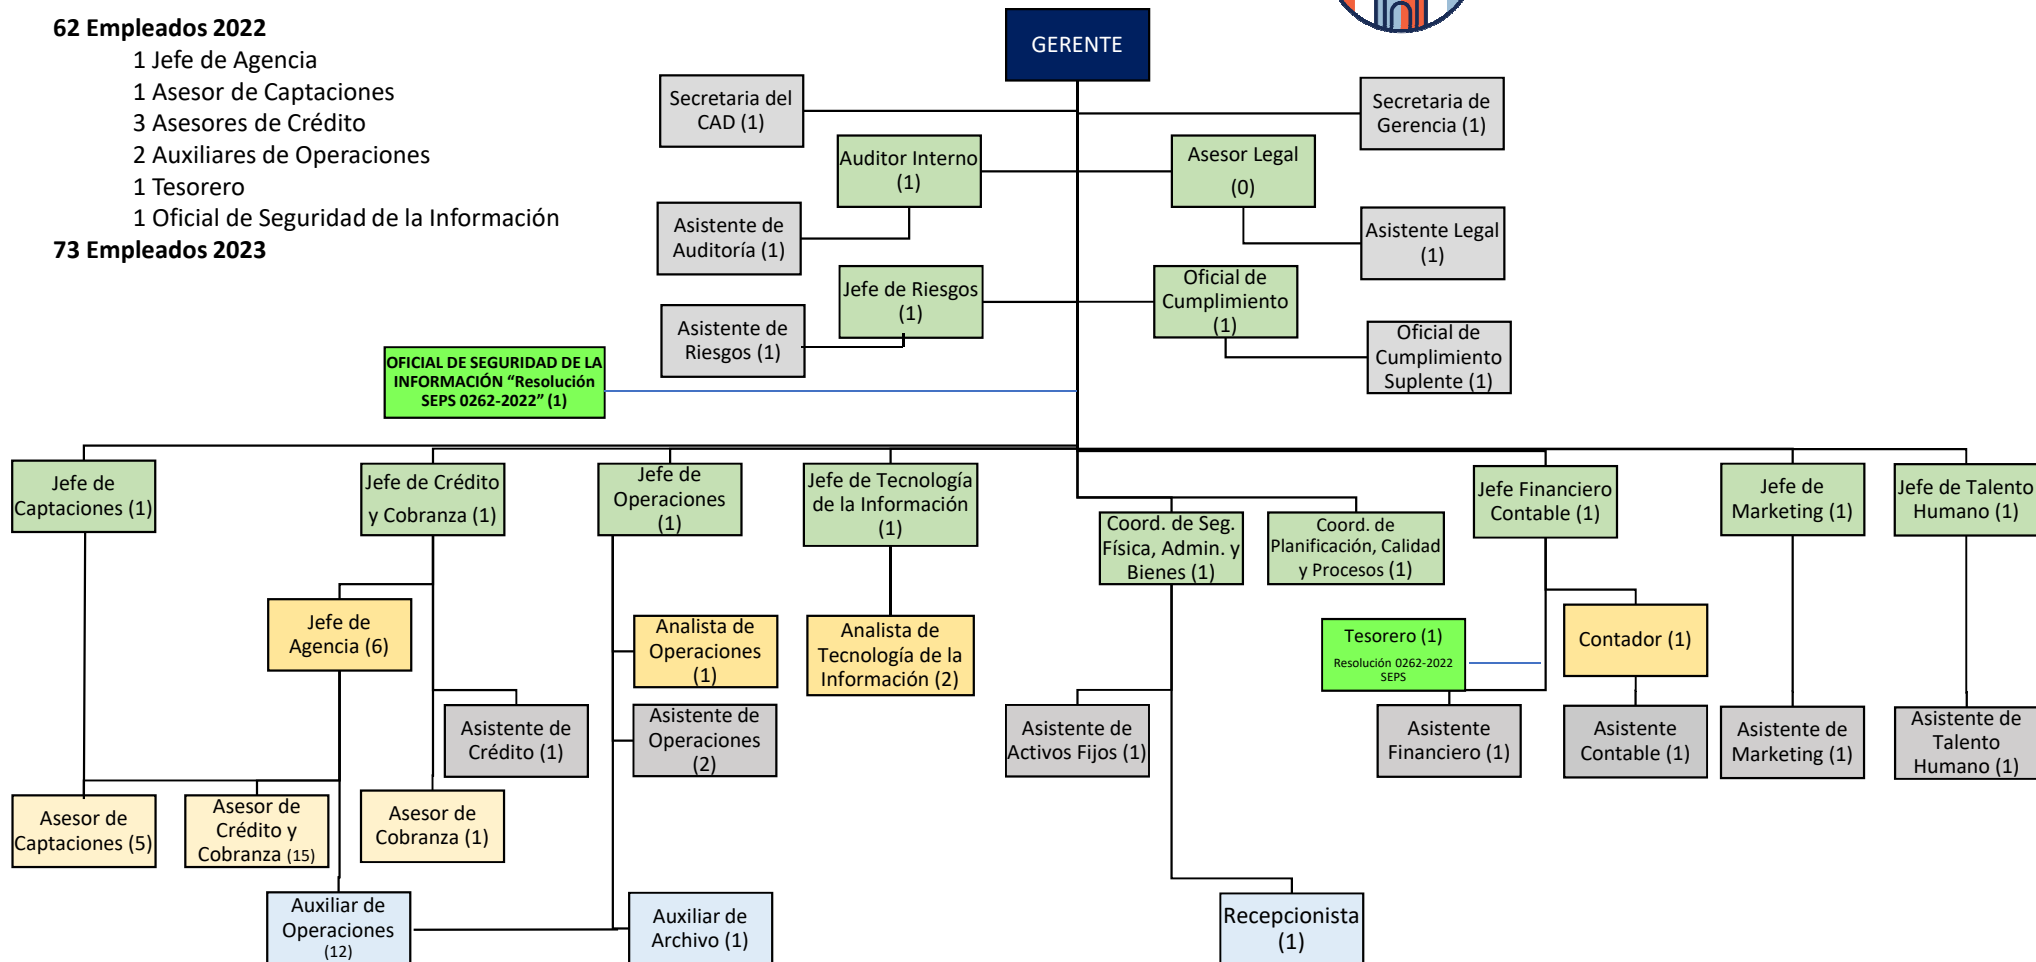 62 Empleados 2022
1 Jefe de Agencia
1 Asesor de Captaciones
3 Asesores de Crédito
2 Auxiliares de Operaciones
1 Tesorero
1 Oficial de Seguridad de la Información
73 Empleados 2023
GERENTE
Secretaria del
CAD (1)
Secretaria de
Gerencia (1)
Auditor Interno
(1)
Asesor Legal
(0)
Asistente de
Auditoría (1)
Asistente Legal
(1)
Jefe de Riesgos
(1)
Oficial de
Cumplimiento
(1)
Asistente de
Riesgos (1)
Oficial de
Cumplimiento
Suplente (1)
OFICIAL DE SEGURIDAD DE LA
INFORMACIÓN “Resolución
SEPS 0262-2022” (1)
Jefe de
Captaciones (1)
Jefe de Crédito
y Cobranza (1)
Jefe de
Operaciones
(1)
Jefe de Tecnología
de la Información
(1)
Coord. de Seg.
Física, Admin. y
Bienes (1)
Coord. de
Planificación, Calidad
y Procesos (1)
Jefe Financiero
Contable (1)
Jefe de
Marketing (1)
Jefe de Talento
Humano (1)
Jefe de
Agencia (6)
Analista de
Operaciones
(1)
Analista de
Tecnología de la
Información (2)
Tesorero (1)
Resolución 0262-2022
SEPS
Contador (1)
Asistente de
Crédito (1)
Asistente de
Operaciones
(2)
Asistente de
Activos Fijos (1)
Asistente
Financiero (1)
Asistente
Contable (1)
Asistente de
Marketing (1)
Asistente de
Talento
Humano (1)
Asesor de
Captaciones (5)
Asesor de
Crédito y
Cobranza (15)
Asesor de
Cobranza (1)
Auxiliar de
Operaciones
(12)
Auxiliar de
Archivo (1)
Recepcionista
(1)